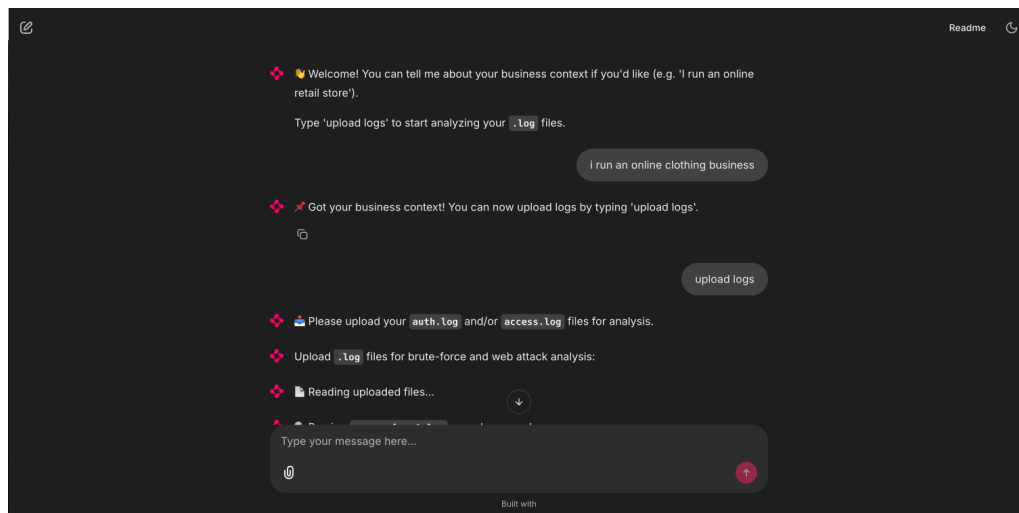 Readme
👋 Welcome! You can tell me about your business context if you'd like (e.g. 'I run an online
retail store').
Type 'upload logs' to start analyzing your .log files.
i run an online clothing business
📌 Got your business context! You can now upload logs by typing 'upload logs'.
upload logs
📥 Please upload your auth.log and/or access.log files for analysis.
Upload .log files for brute-force and web attack analysis:
📄 Reading uploaded files...
Type your message here...
Built with